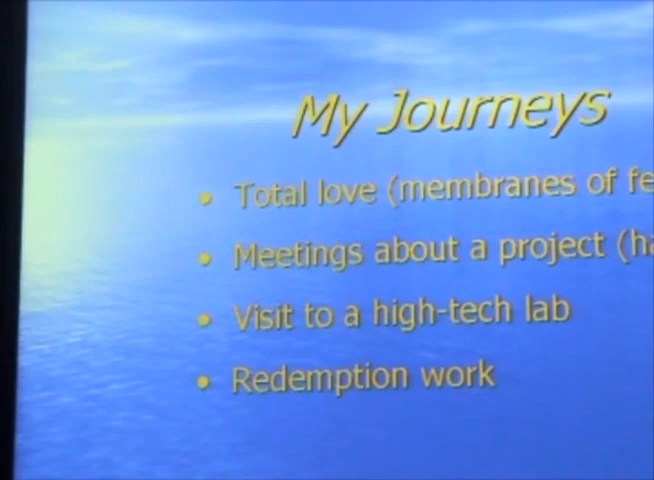 My Journeys
• Total love (membranes of fe
• Meetings about a project (ha
• Visit to a high-tech lab
• Redemption work